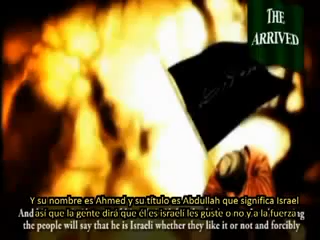 THE
ARRIVED
Y su nombre es Ahmed y su título es Abdullah que significa Israel
así que la gente dirá que él es israelí les guste o no y a la fuerza
the people will say that he is Israeli whether they like it or not and forcibly